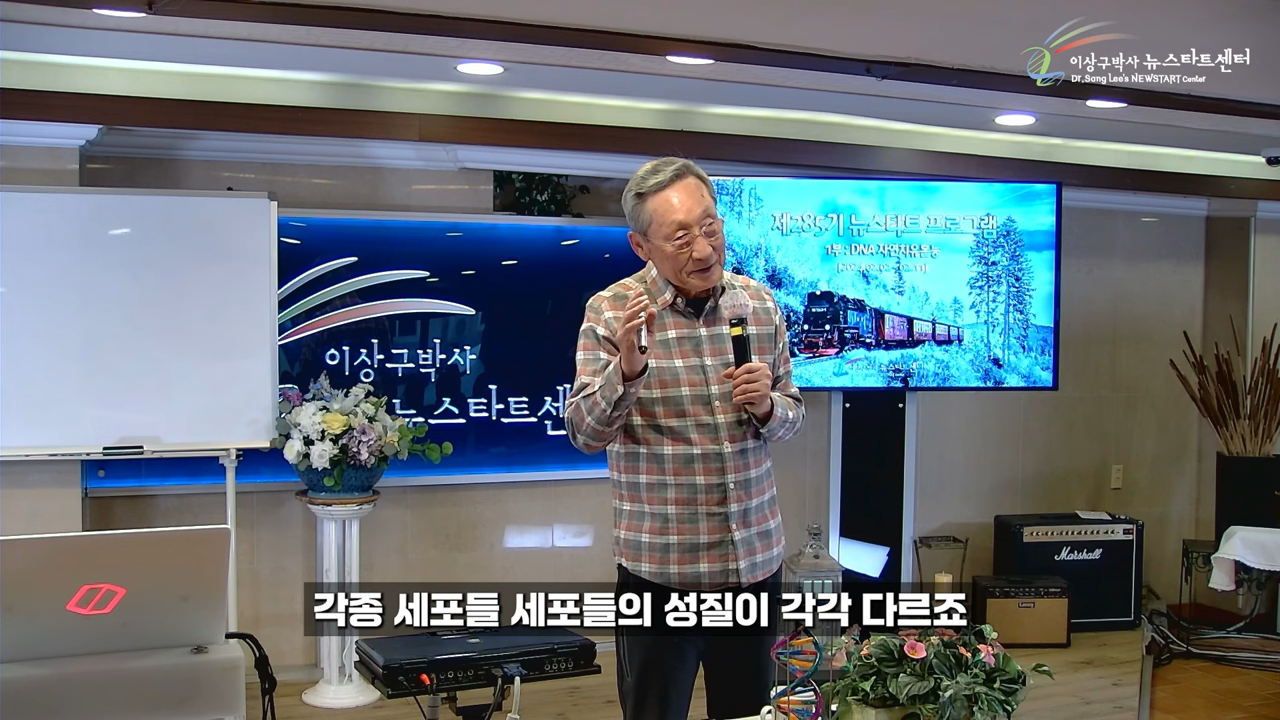 이상구박사 뉴스타트센터
Dr. Sang Lee's NEWSTART Center
제285기 뉴스타트 프로그램
1부 : DNA 자연치유본능
이상구박사
뉴스타트센
Marshall
Laney
각종 세포들 세포들의 성질이 각각 다르죠